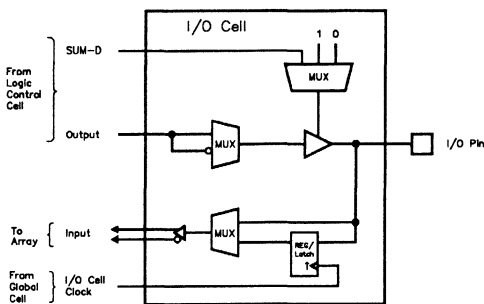 I/O Cell
SUM-D
1 0
MUX
From
Logic
Control
Cell
Output
MUX
I/O Pin
To
Array
Input
MUX
REG/
Latch
From
Global
Cell
I/O Cell
Clock